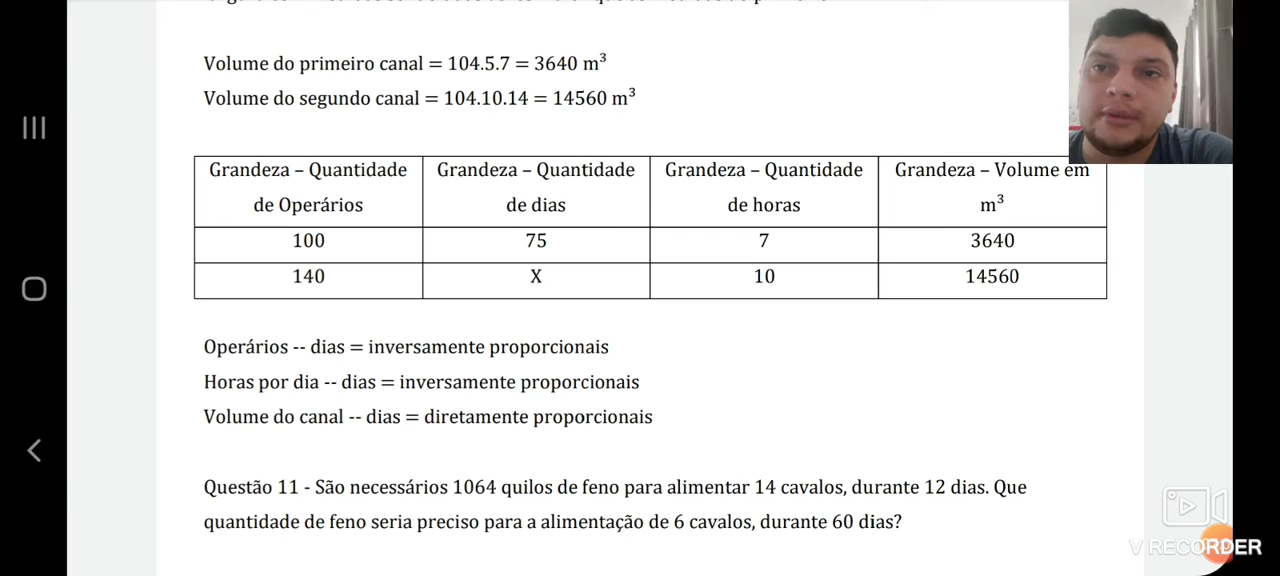 Volume do primeiro canal = 104.5.7 = 3640 m³
Volume do segundo canal = 104.10.14 = 14560 m³
Grandeza – Quantidade de Operários
Grandeza – Quantidade de dias
Grandeza – Quantidade de horas
Grandeza – Volume em m³
100 75 7 3640
140 X 10 14560
Operários -- dias = inversamente proporcionais
Horas por dia -- dias = inversamente proporcionais
Volume do canal -- dias = diretamente proporcionais
Questão 11 - São necessários 1064 quilos de feno para alimentar 14 cavalos, durante 12 dias. Que
quantidade de feno seria preciso para a alimentação de 6 cavalos, durante 60 dias?
V RECORDER